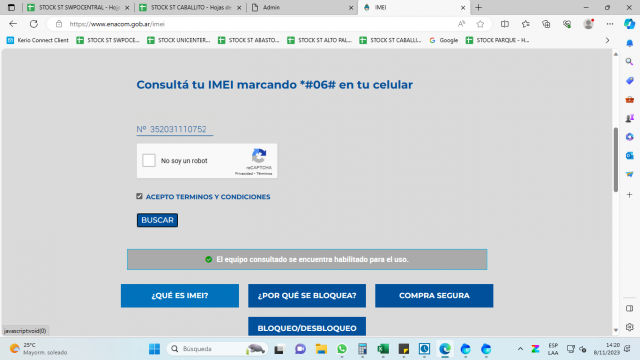 STOCK ST SWPOCENTRAL - Hojas
STOCK ST CABALLITO - Hojas de
Admin
IMEI
https://www.enacom.gob.ar/imei
Kerio Connect Client
STOCK ST SWPOCE...
STOCK UNICENTER...
STOCK ST ABASTO...
STOCK ST ALTO PAL...
STOCK ST CABALLI...
Google
STOCK PARQUE - H...
Consultá tu IMEI marcando *#06# en tu celular
Nº 352031110752
No soy un robot
reCAPTCHA
Privacidad - Términos
ACEPTO TERMINOS Y CONDICIONES
BUSCAR
El equipo consultado se encuentra habilitado para el uso.
¿QUÉ ES IMEI?
¿POR QUÉ SE BLOQUEA?
COMPRA SEGURA
BLOQUEO/DESBLOQUEO
javascript:void(0)
25°C
Mayorm. soleado
Búsqueda
ESP
LAA
14:20
8/11/2023